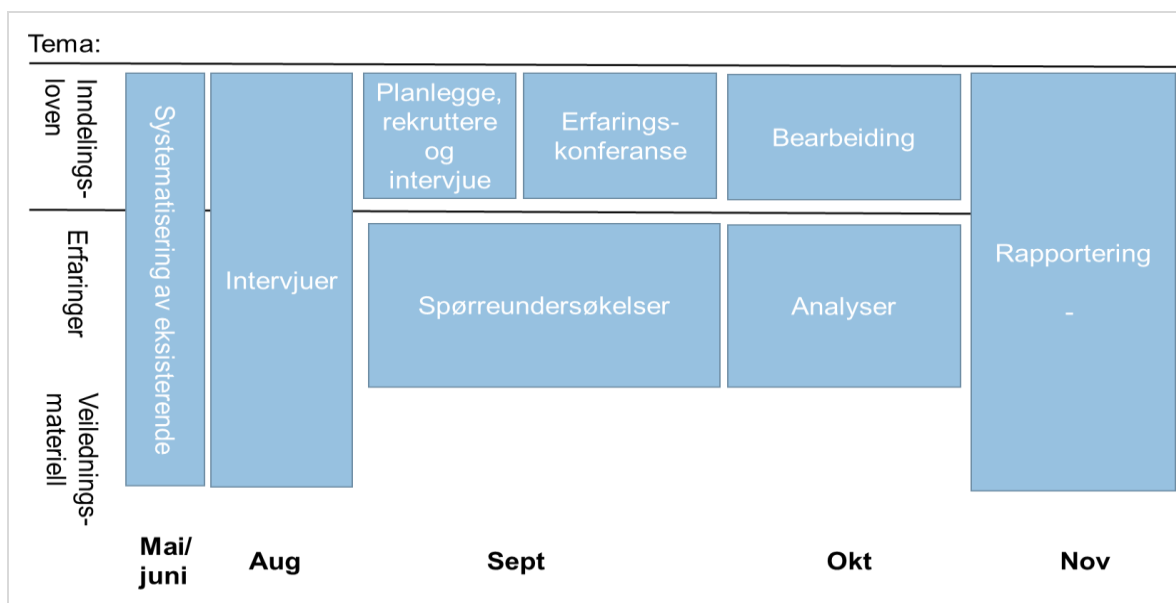 Tema:
Inndelings-
loven
Erfaringer
Veilednings-
materiell
Systematisering av eksisterende
Intervjuer
Planlegge,
rekruttere
og
intervjue
Erfarings-
konferanse
Bearbeiding
Spørreundersøkelser
Analyser
Rapportering
-
Mai/
juni
Aug
Sept
Okt
Nov